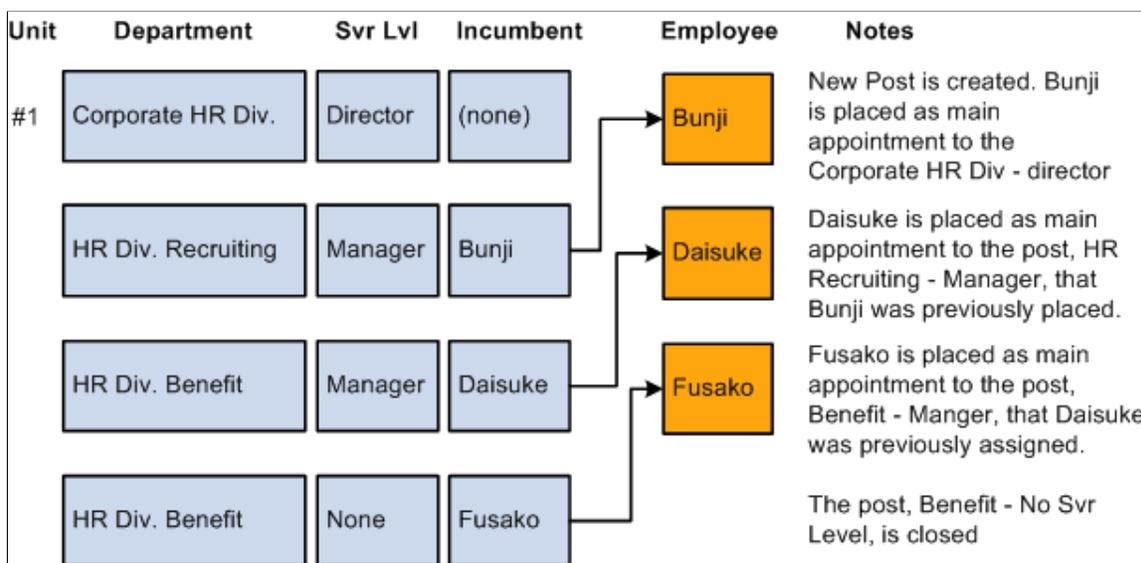 Unit Department Svr Lvl Incumbent Employee Notes
#1 Corporate HR Div. Director (none) Bunji
New Post is created. Bunji
is placed as main
appointment to the
Corporate HR Div - director
HR Div. Recruiting Manager Bunji Daisuke
Daisuke is placed as main
appointment to the post, HR
Recruiting - Manager, that
Bunji was previously placed.
HR Div. Benefit Manager Daisuke Fusako
Fusako is placed as main
appointment to the post,
Benefit - Manger, that Daisuke
was previously assigned.
HR Div. Benefit None Fusako
The post, Benefit - No Svr
Level, is closed